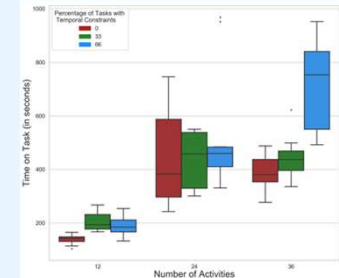 Percentage of Tasks with
Temporal Constraints
0
33
66
1000
800
600
400
200
Time on Task (in seconds)
12
24
36
Number of Activities